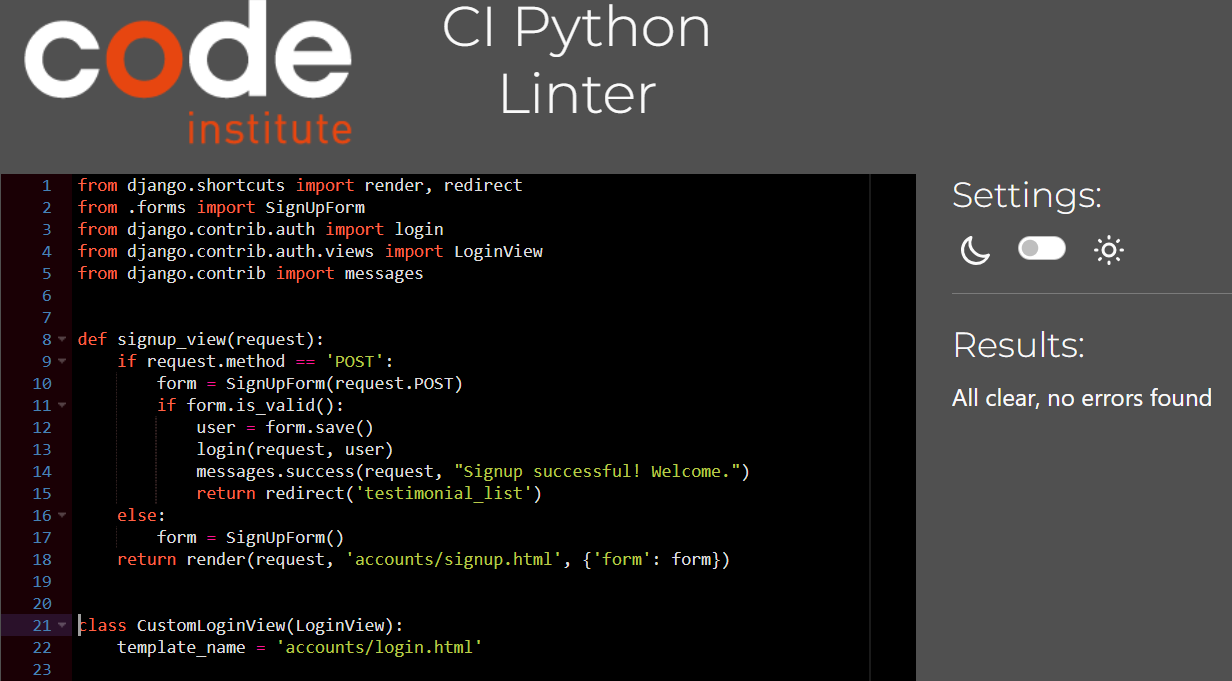 code
institute
CI Python
Linter
1 from django.shortcuts import render, redirect
2 from .forms import SignUpForm
3 from django.contrib.auth import login
4 from django.contrib.auth.views import LoginView
5 from django.contrib import messages
6
7
8 def signup_view(request):
9     if request.method == 'POST':
10         form = SignUpForm(request.POST)
11         if form.is_valid():
12             user = form.save()
13             login(request, user)
14             messages.success(request, "Signup successful! Welcome.")
15             return redirect('testimonial_list')
16     else:
17         form = SignUpForm()
18     return render(request, 'accounts/signup.html', {'form': form})
19
20
21 class CustomLoginView(LoginView):
22     template_name = 'accounts/login.html'
23
Settings:
Results:
All clear, no errors found